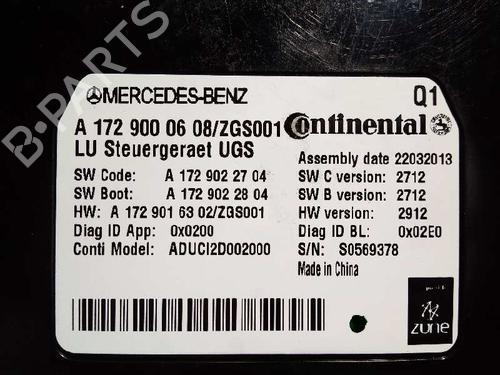 MERCEDES-BENZ Q1
A 172 900 06 08/ZGS001 Continental
LU Steuergeraet UGS
Assembly date 22032013
SW Code: A 172 902 27 04 SW C version: 2712
SW Boot: A 172 902 28 04 SW B version: 2712
HW: A 172 901 63 02/ZGS001 HW version: 2912
Diag ID App: 0x0200 Diag ID BL: 0x02E0
Conti Model: ADUCI2D002000 S/N: S0569378
Made in China
zune
B-PARTS